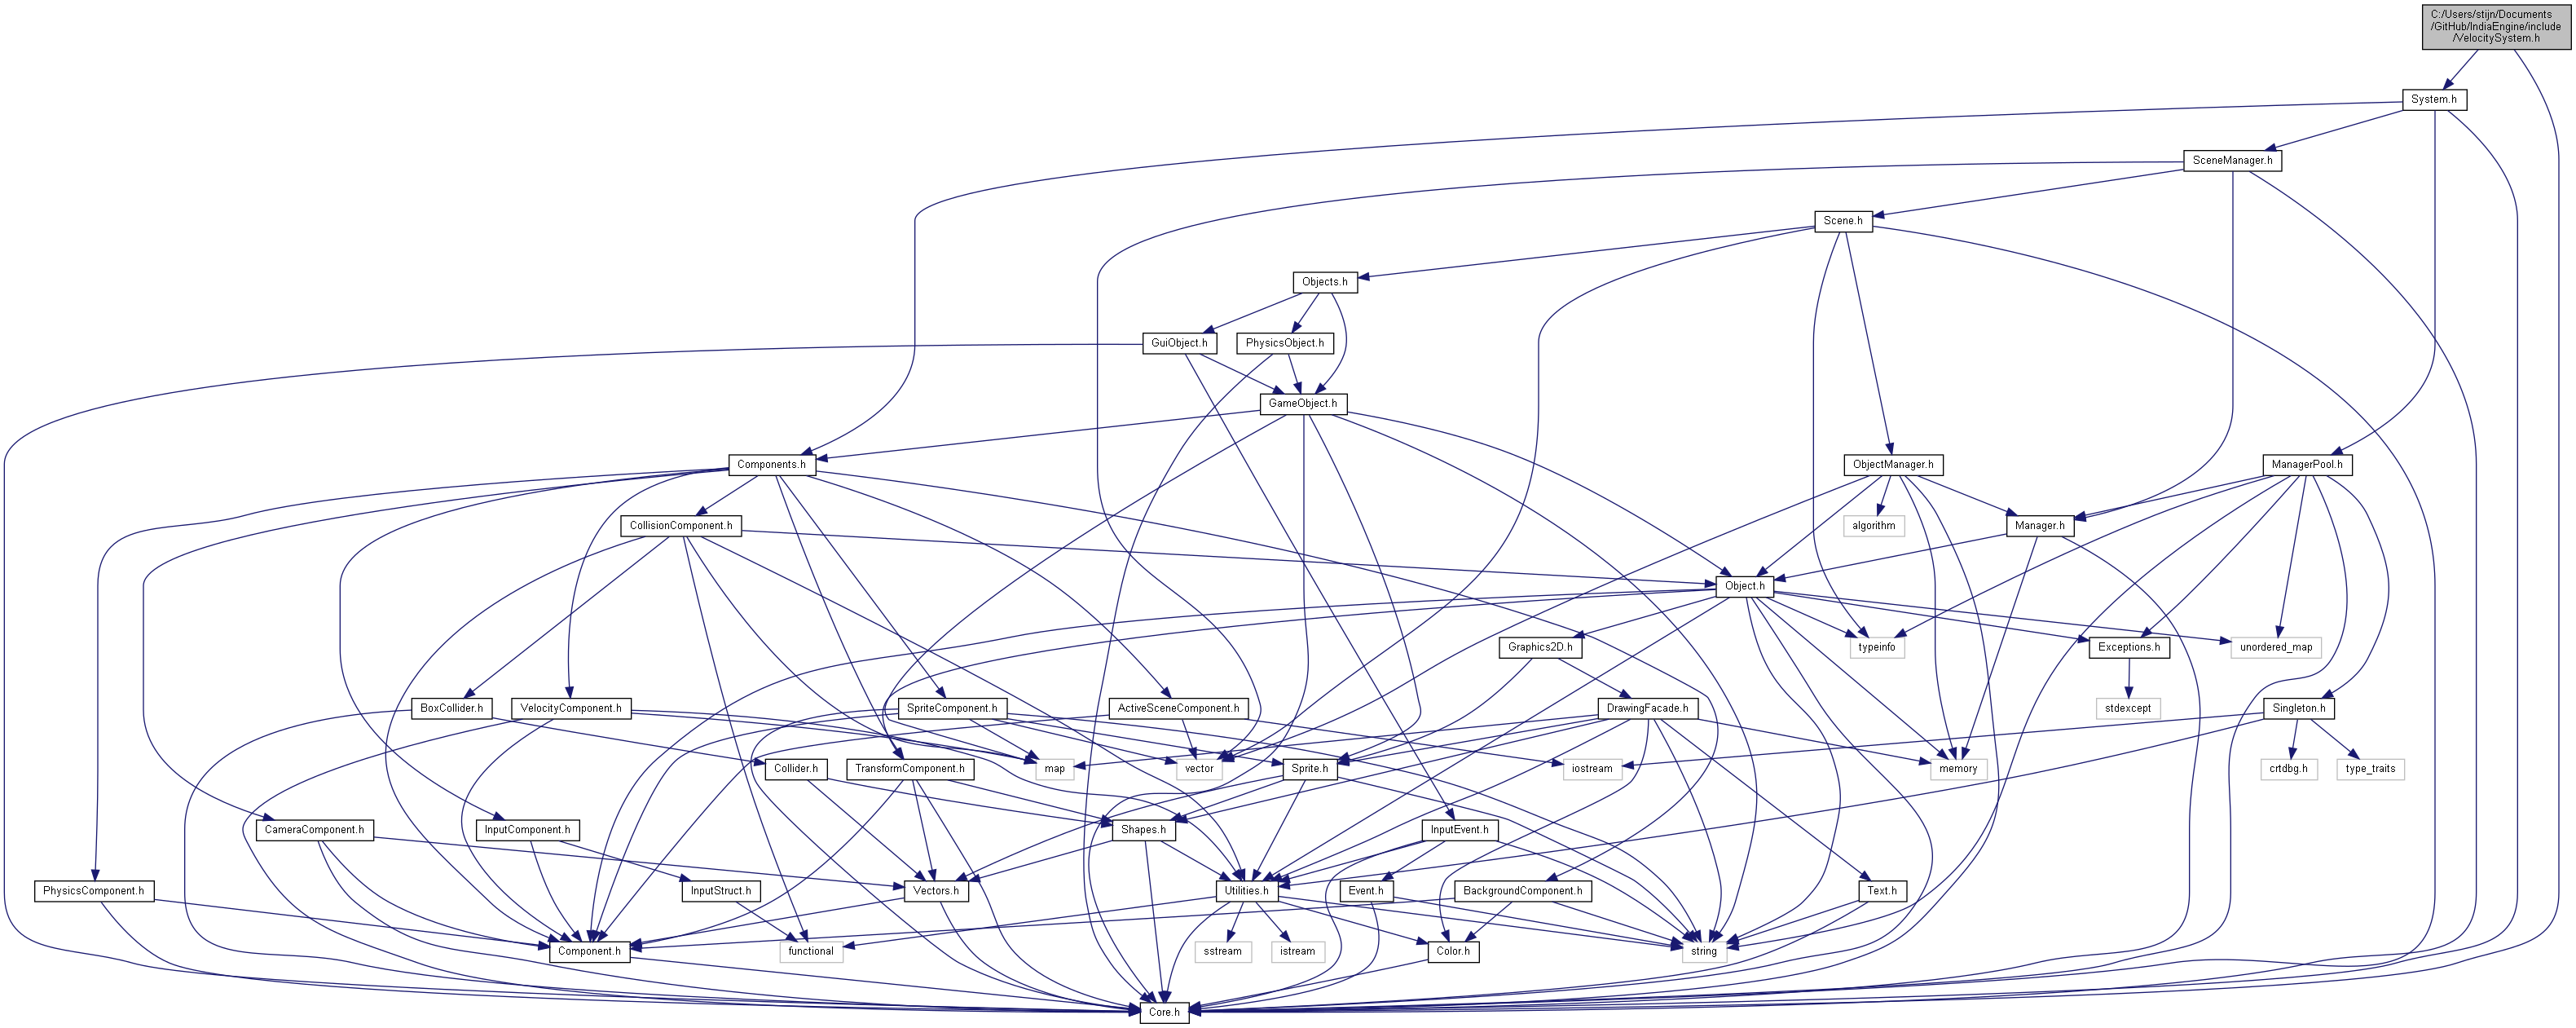 C:/Users/stijn/Documents
/GitHub/IndiaEngine/include
/VelocitySystem.h
System.h
SceneManager.h
Scene.h
Objects.h
GuiObject.h
PhysicsObject.h
GameObject.h
Components.h
ObjectManager.h
ManagerPool.h
CollisionComponent.h
algorithm
Manager.h
Object.h
Graphics2D.h
typeinfo
Exceptions.h
unordered_map
BoxCollider.h
VelocityComponent.h
SpriteComponent.h
ActiveSceneComponent.h
DrawingFacade.h
stdexcept
Singleton.h
Collider.h
TransformComponent.h
map
vector
Sprite.h
iostream
memory
crtdbg.h
type_traits
CameraComponent.h
InputComponent.h
Shapes.h
InputEvent.h
PhysicsComponent.h
InputStruct.h
Vectors.h
Utilities.h
Event.h
BackgroundComponent.h
Text.h
Component.h
functional
sstream
istream
Color.h
string
Core.h